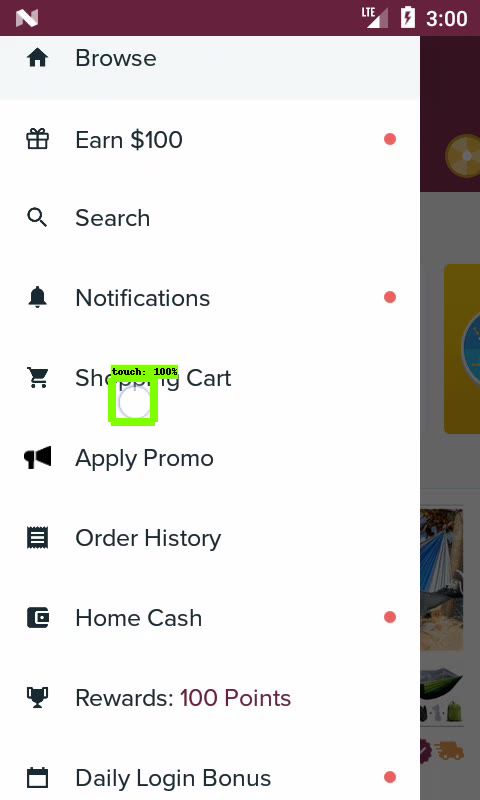 LTE 3:00
Browse
Earn $100
Search
Notifications
touch: 100%
Shopping Cart
Apply Promo
Order History
Home Cash
Rewards: 100 Points
Daily Login Bonus